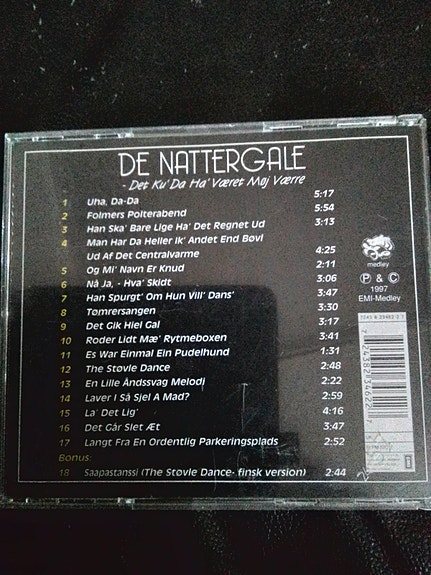 DE NATTERGALE
- Det Ku' Da Ha' Været Møj Værre
1 Uha, Da-Da 5:17
2 Folmers Polterabend 5:54
3 Han Ska' Bare Lige Ha' Det Regnet Ud 3:13
4 Man Har Da Heller Ik' Andet End Bøvl
Ud Af Det Centralvarme 4:25
5 Og Mi' Navn Er Knud 2:11
6 Nå Ja, - Hva' Skidt 3:06
7 Han Spurgt' Om Hun Vill' Dans' 3:47
8 Tømrersangen 3:30
9 Det Gik Hiel Gal 3:17
10 Roder Lidt Mæ' Rytmeboxen 3:41
11 Es War Einmal Ein Pudelhund 1:31
12 The Støvle Dance 2:48
13 En Lille Åndssvag Melodi 2:22
14 Laver I Så Sjel A Mad? 2:59
15 La' Det Lig' 4:16
16 Det Går Slet Æt 3:47
17 Langt Fra En Ordentlig Parkeringsplads 2:52
Bonus:
18 Saapastanssi (The Støvle Dance- finsk version) 2:44
medley
P & C
1997
EMI-Medley